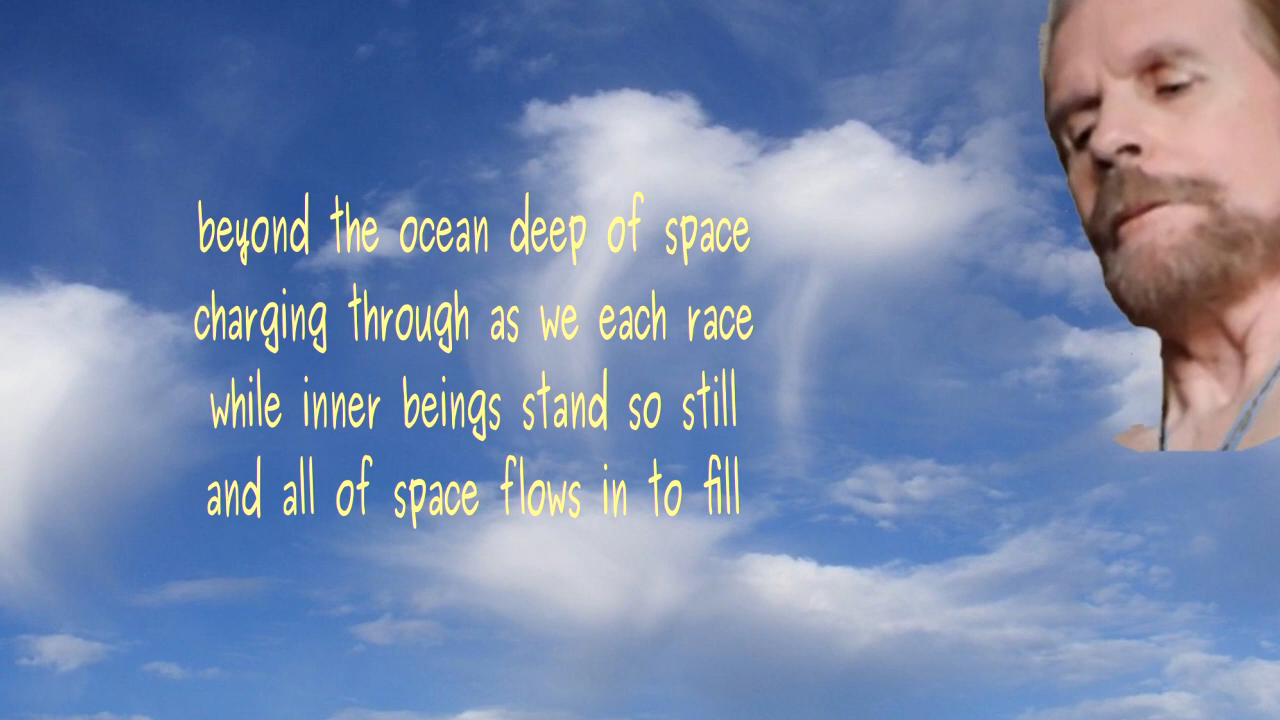 beyond the ocean deep of space
charging through as we each race
while inner beings stand so still
and all of space flows in to fill